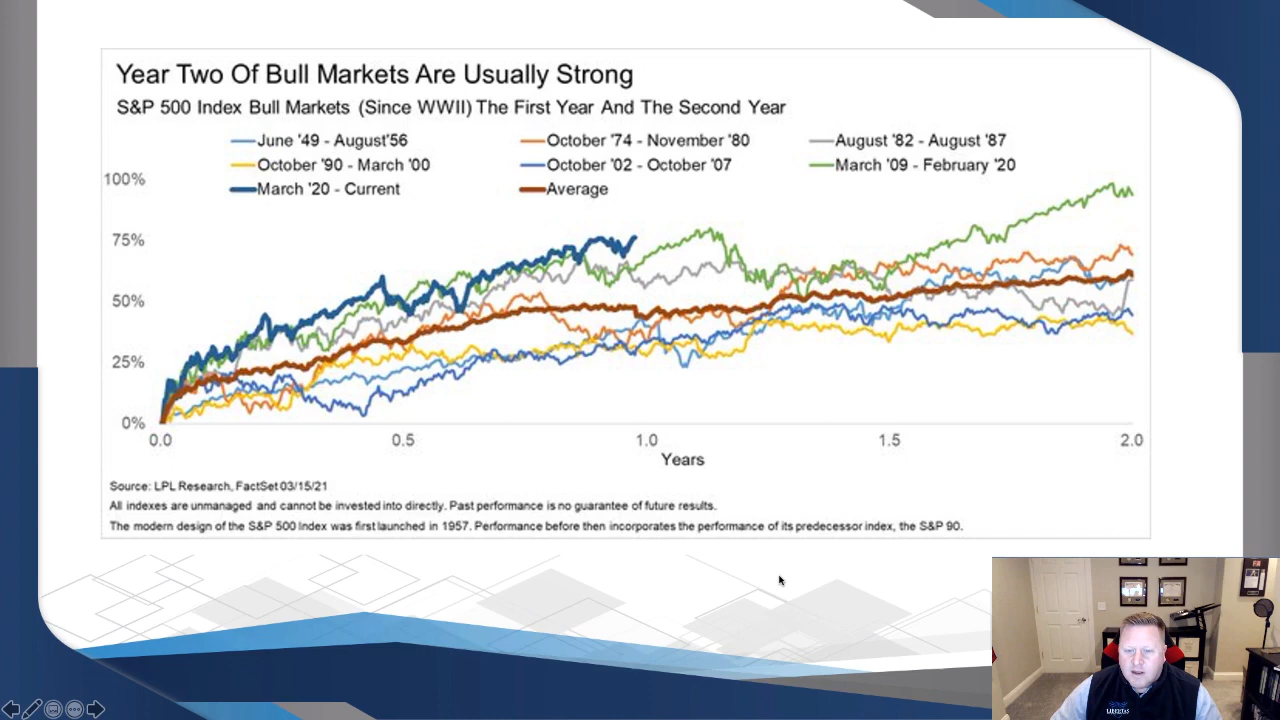 Year Two Of Bull Markets Are Usually Strong
S&P 500 Index Bull Markets (Since WWII) The First Year And The Second Year
June '49 - August'56
October '74 - November '80
August '82 - August '87
October '90 - March '00
October '02 - October '07
March '09 - February '20
March '20 - Current
Average
100%
75%
50%
25%
0%
0.0
0.5
1.0
1.5
2.0
Years
Source: LPL Research, FactSet 03/15/21
All indexes are unmanaged and cannot be invested into directly. Past performance is no guarantee of future results.
The modern design of the S&P 500 Index was first launched in 1957. Performance before then incorporates the performance of its predecessor index, the S&P 90.